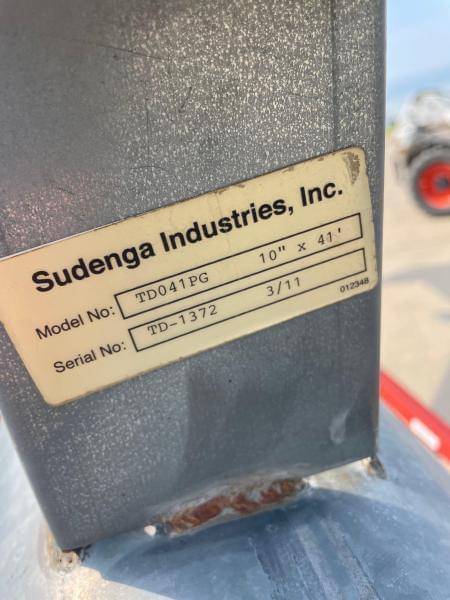 Sudenga Industries, Inc.
Model No: TD041PG 10" x 41'
Serial No: TD-1372 3/11
012348